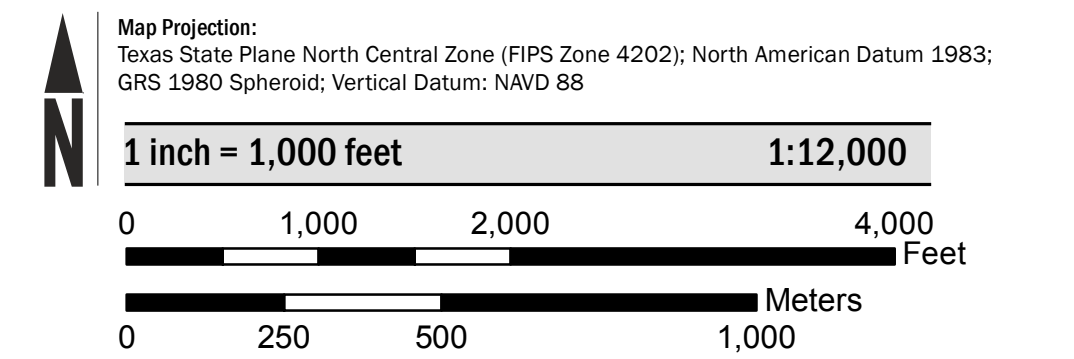 Map Projection:
Texas State Plane North Central Zone (FIPS Zone 4202); North American Datum 1983;
GRS 1980 Spheroid; Vertical Datum: NAVD 88
N
1 inch = 1,000 feet 1:12,000
0 1,000 2,000 4,000
Feet
Meters
0 250 500 1,000